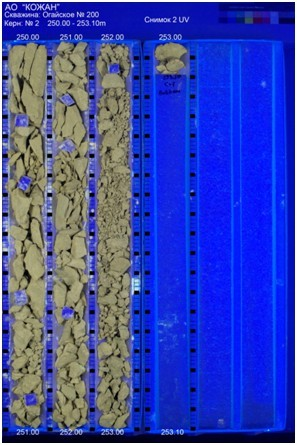 АО "КОЖАН"
Скважина: Огайское № 200
Керн: № 2    250.00 - 253.10m
Снимок 2 UV
250.00    251.00    252.00    253.00
251.00    252.00    253.00    253.10